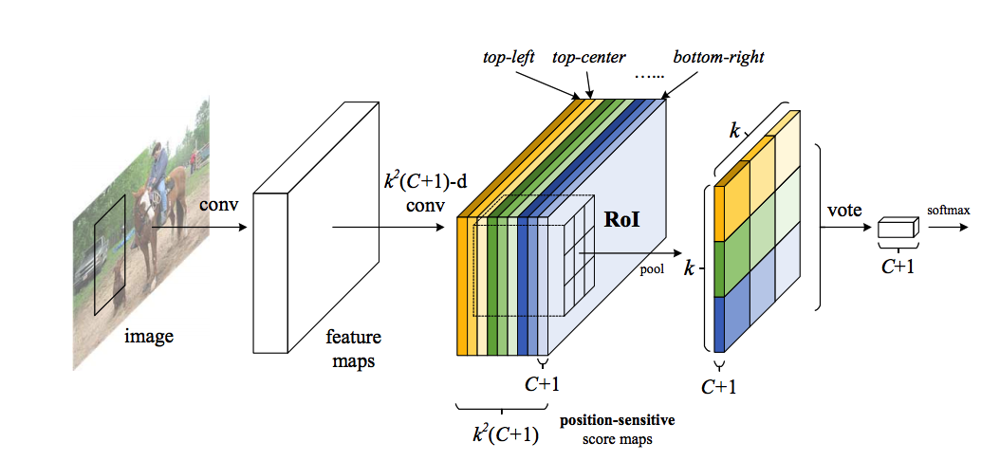 top-left top-center …... bottom-right
k
k²(C+1)-d
conv
conv
RoI
vote
softmax
pool
k
C+1
image
feature
maps
C+1
C+1
k²(C+1)
position-sensitive
score maps